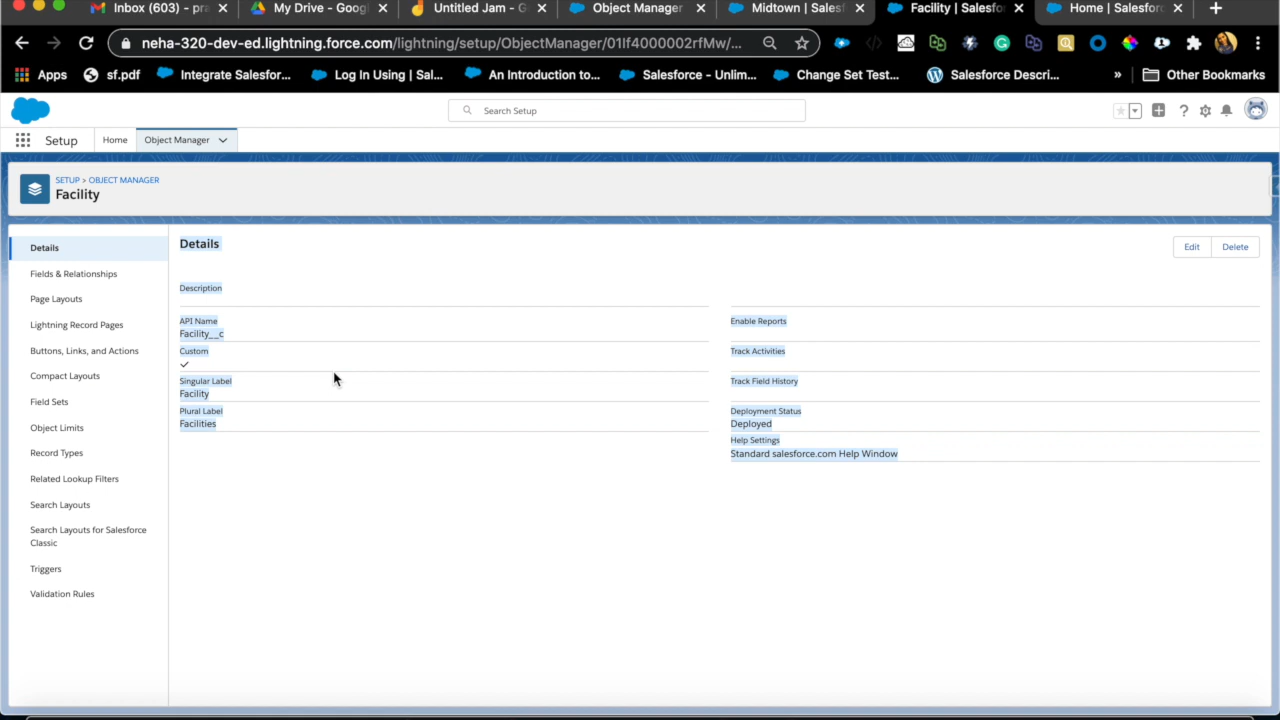 Inbox (603) - pra
My Drive - Googl
Untitled Jam - G
Object Manager
Midtown | Salesf
Facility | Salesfor
Home | Salesforc
neha-320-dev-ed.lightning.force.com/lightning/setup/ObjectManager/01If4000002rfMw/...
Apps
sf.pdf
Integrate Salesfor...
Log In Using | Sal...
An Introduction to...
Salesforce - Unlim...
Change Set Test...
Salesforce Descri...
»
Other Bookmarks
Search Setup
Setup
Home
Object Manager
SETUP > OBJECT MANAGER
Facility
Details
Fields & Relationships
Page Layouts
Lightning Record Pages
Buttons, Links, and Actions
Compact Layouts
Field Sets
Object Limits
Record Types
Related Lookup Filters
Search Layouts
Search Layouts for Salesforce
Classic
Triggers
Validation Rules
Details
Edit
Delete
Description
API Name
Facility__c
Custom
Singular Label
Facility
Plural Label
Facilities
Enable Reports
Track Activities
Track Field History
Deployment Status
Deployed
Help Settings
Standard salesforce.com Help Window